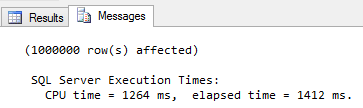 Results Messages
(1000000 row(s) affected)
SQL Server Execution Times:
CPU time = 1264 ms, elapsed time = 1412 ms.